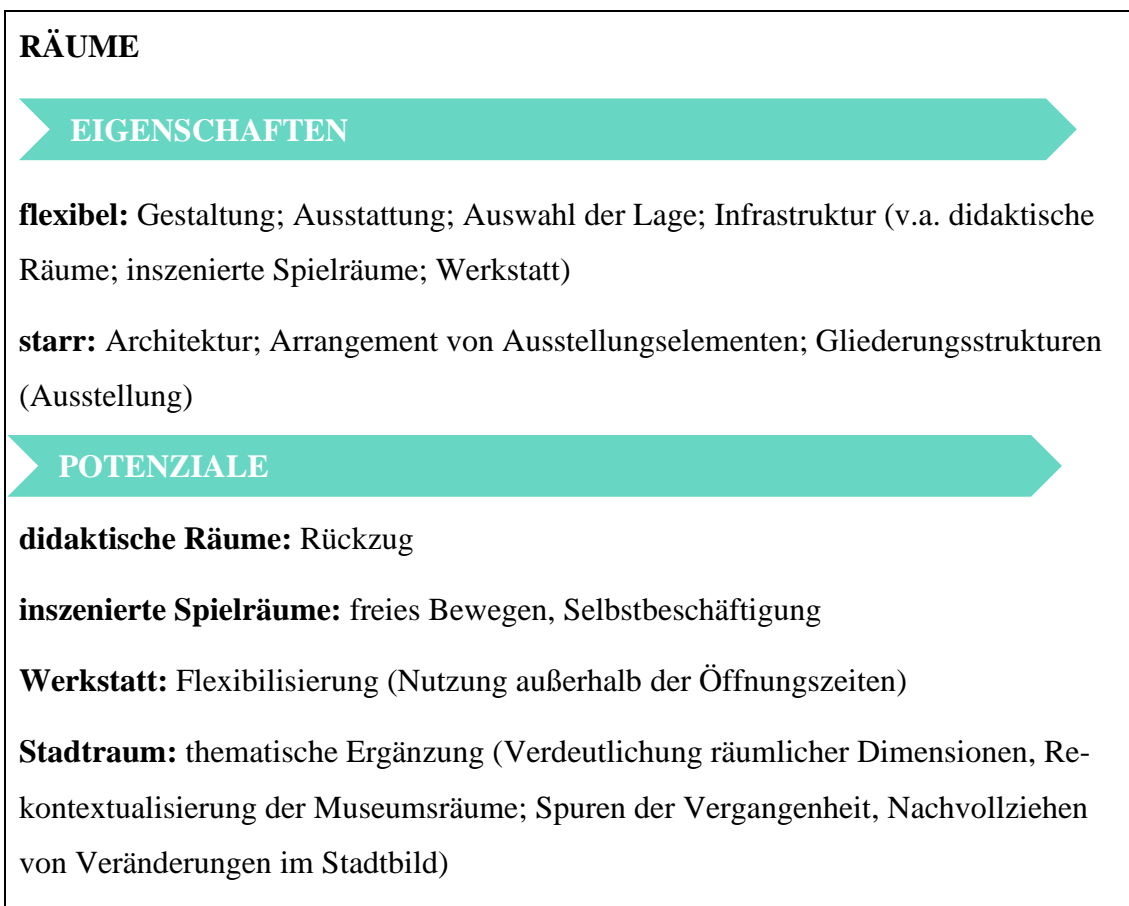 RÄUME
EIGENSCHAFTEN
flexibel: Gestaltung; Ausstattung; Auswahl der Lage; Infrastruktur (v.a. didaktische
Räume; inszenierte Spielräume; Werkstatt)
starr: Architektur; Arrangement von Ausstellungselementen; Gliederungsstrukturen
(Ausstellung)
POTENZIALE
didaktische Räume: Rückzug
inszenierte Spielräume: freies Bewegen, Selbstbeschäftigung
Werkstatt: Flexibilisierung (Nutzung außerhalb der Öffnungszeiten)
Stadtraum: thematische Ergänzung (Verdeutlichung räumlicher Dimensionen, Re-
kontextualisierung der Museumsräume; Spuren der Vergangenheit, Nachvollziehen
von Veränderungen im Stadtbild)